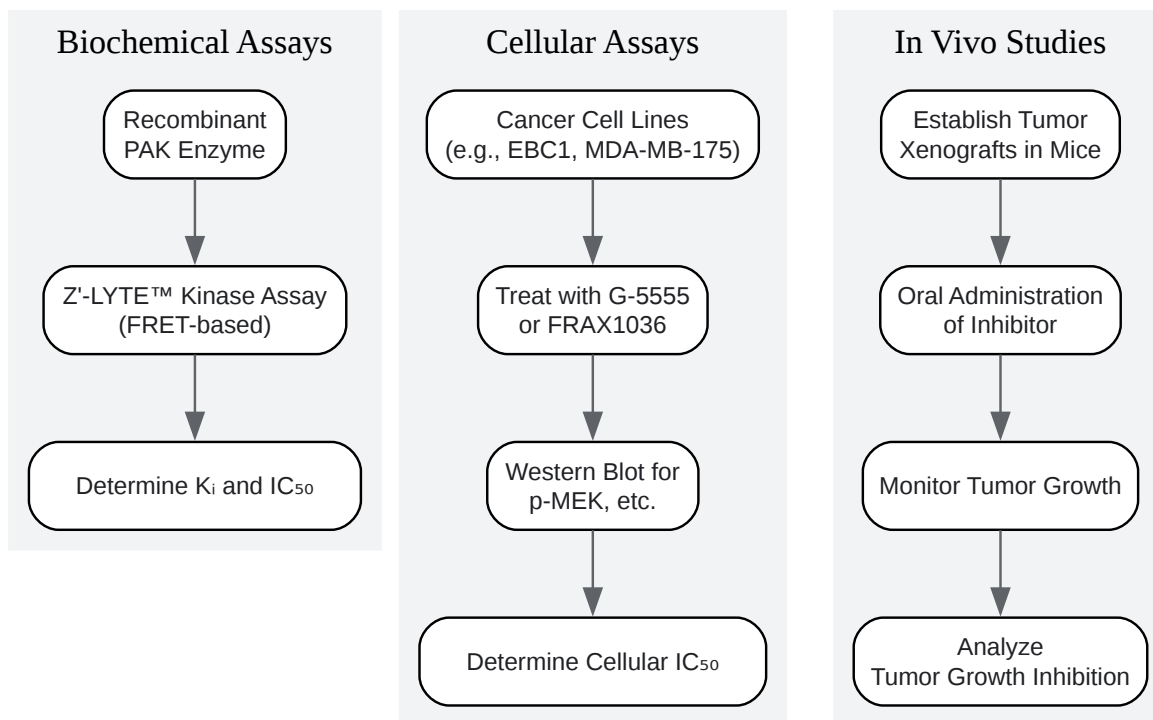 Biochemical Assays
Recombinant
PAK Enzyme
Z'-LYTE™ Kinase Assay
(FRET-based)
Determine Kᵢ and IC₅₀
Cellular Assays
Cancer Cell Lines
(e.g., EBC1, MDA-MB-175)
Treat with G-5555
or FRAX1036
Western Blot for
p-MEK, etc.
Determine Cellular IC₅₀
In Vivo Studies
Establish Tumor
Xenografts in Mice
Oral Administration
of Inhibitor
Monitor Tumor Growth
Analyze
Tumor Growth Inhibition